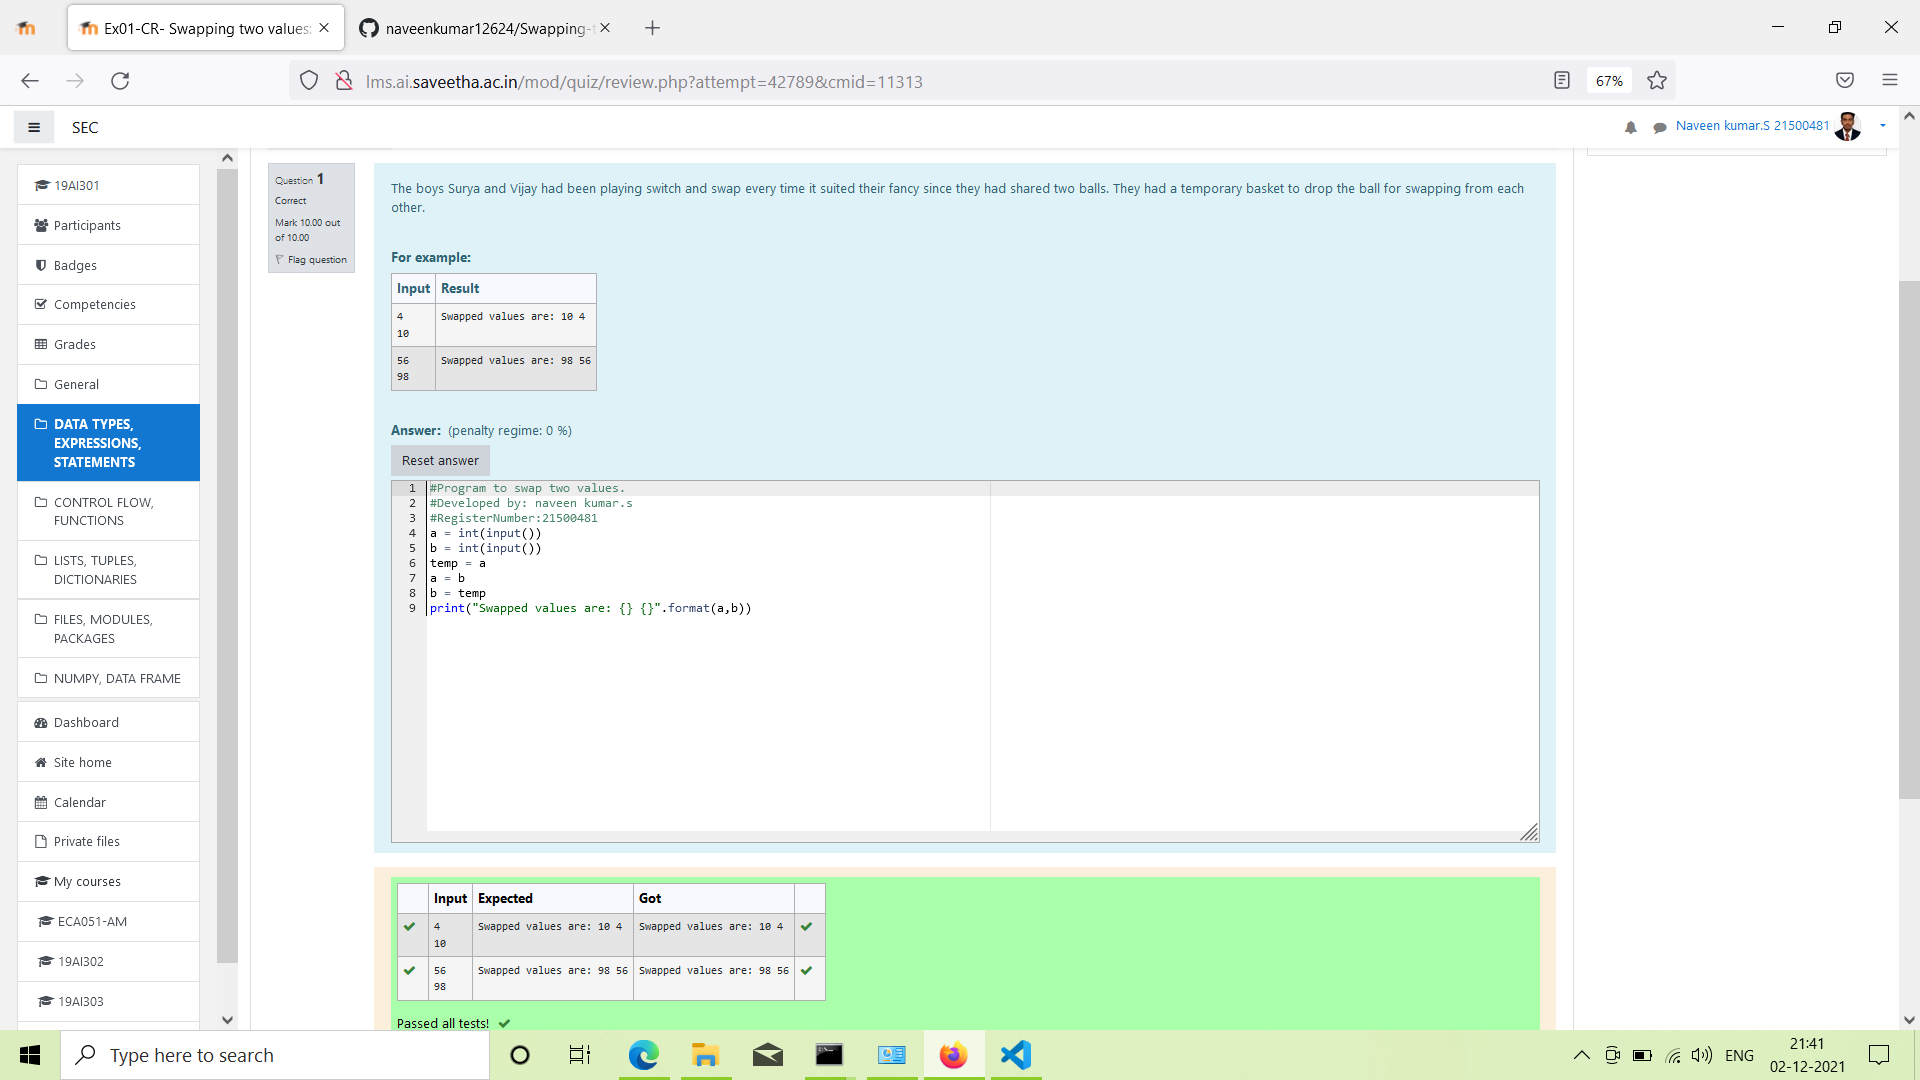 Ex01-CR- Swapping two values:
naveenkumar12624/Swapping-t
lms.ai.saveetha.ac.in/mod/quiz/review.php?attempt=42789&cmid=11313
67%
SEC
Naveen kumar.S 21500481
19AI301
Participants
Badges
Competencies
Grades
General
DATA TYPES,
EXPRESSIONS,
STATEMENTS
CONTROL FLOW,
FUNCTIONS
LISTS, TUPLES,
DICTIONARIES
FILES, MODULES,
PACKAGES
NUMPY, DATA FRAME
Dashboard
Site home
Calendar
Private files
My courses
ECA051-AM
19AI302
19AI303
Question 1
Correct
Mark 10.00 out
of 10.00
Flag question
The boys Surya and Vijay had been playing switch and swap every time it suited their fancy since they had shared two balls. They had a temporary basket to drop the ball for swapping from each
other.
For example:
Input Result
4 Swapped values are: 10 4
10
56 Swapped values are: 98 56
98
Answer: (penalty regime: 0 %)
Reset answer
1 #Program to swap two values.
2 #Developed by: naveen kumar.s
3 #RegisterNumber:21500481
4 a = int(input())
5 b = int(input())
6 temp = a
7 a = b
8 b = temp
9 print("Swapped values are: {} {}".format(a,b))
Input Expected Got
4 Swapped values are: 10 4 Swapped values are: 10 4
10
56 Swapped values are: 98 56 Swapped values are: 98 56
98
Passed all tests!
Type here to search
ENG
21:41
02-12-2021